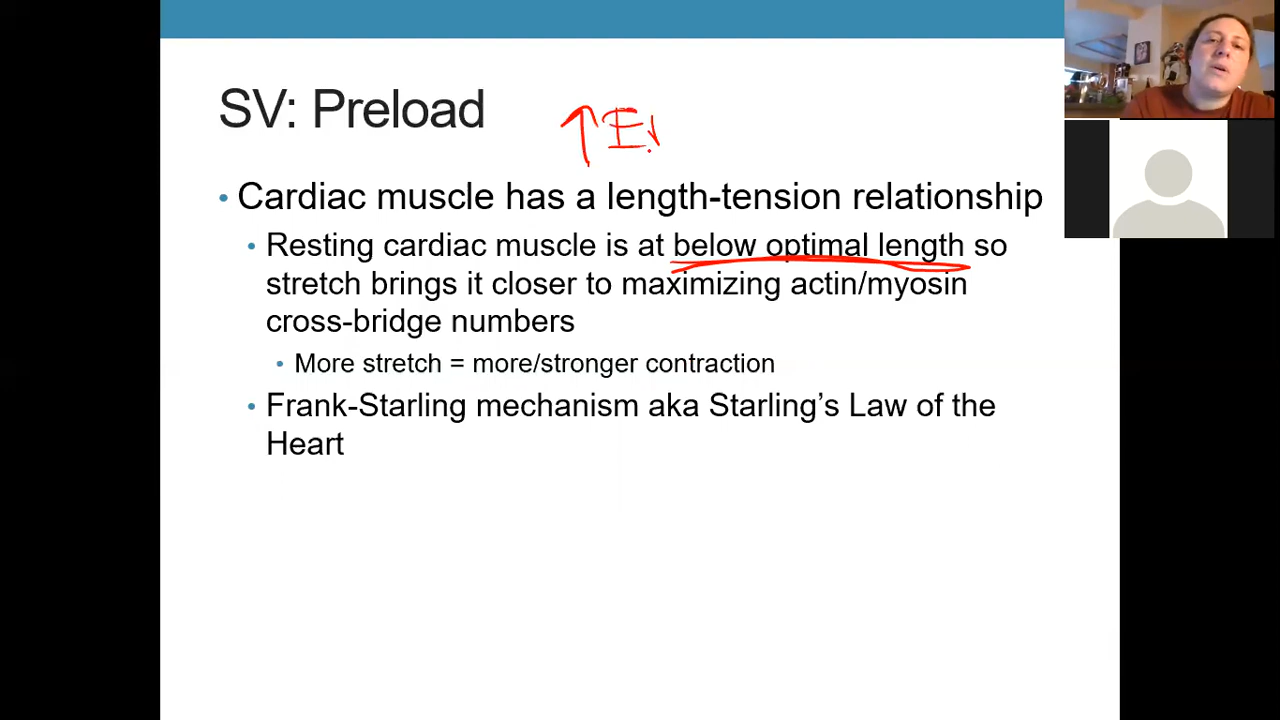 SV: Preload
↑ E
• Cardiac muscle has a length-tension relationship
• Resting cardiac muscle is at below optimal length so
stretch brings it closer to maximizing actin/myosin
cross-bridge numbers
• More stretch = more/stronger contraction
• Frank-Starling mechanism aka Starling’s Law of the
Heart